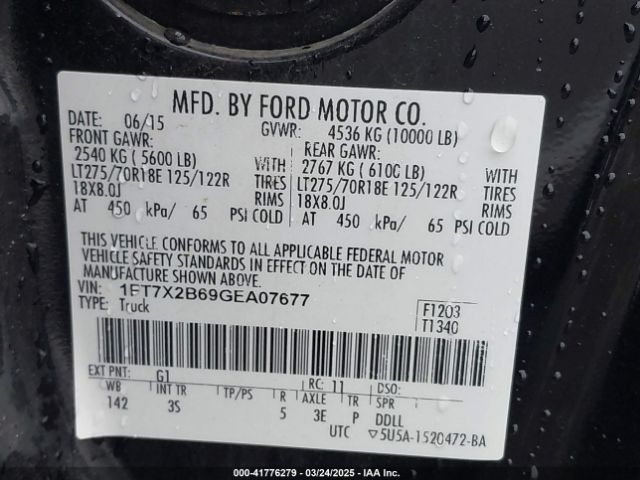 MFD. BY FORD MOTOR CO.
DATE: 06/15 GVWR: 4536 KG (10000 LB)
FRONT GAWR: REAR GAWR:
2540 KG ( 5600 LB) WITH 2767 KG ( 6100 LB) WITH
LT275/70R18E 125/122R TIRES LT275/70R18E 125/122R TIRES
18X8.0J RIMS 18X8.0J RIMS
AT 450 kPa/ 65 PSI COLD AT 450 kPa/ 65 PSI COLD
THIS VEHICLE CONFORMS TO ALL APPLICABLE FEDERAL MOTOR
VEHICLE SAFETY STANDARDS IN EFFECT ON THE DATE OF
MANUFACTURE SHOWN ABOVE.
VIN: 1FT7X2B69GEA07677
TYPE: Truck
F1203
T1340
EXT PNT: G1 RC: 11 DSO:
WB INT TR TP/PS R AXLE TR SPR
142 3S 5 3E P DDLL
UTC ▽5U5A-1520472-BA
000-41776279 | 03/24/2025 - IAA, Inc.